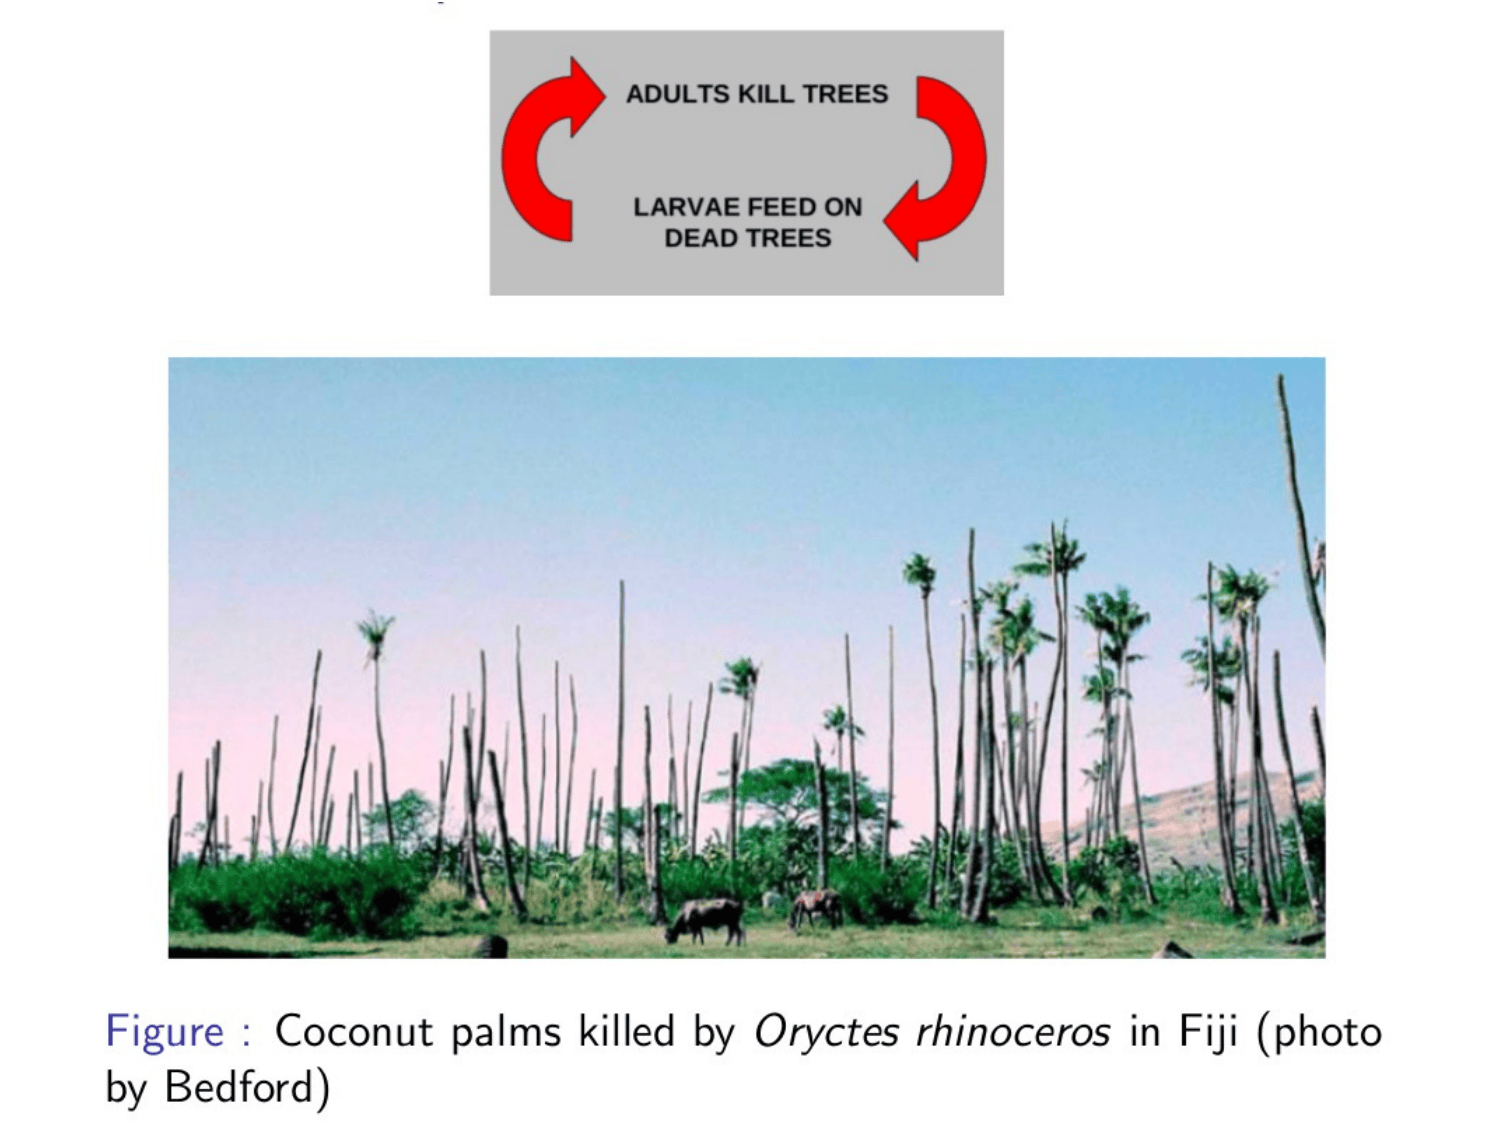 ADULTS KILL TREES
LARVAE FEED ON
DEAD TREES
Figure : Coconut palms killed by Oryctes rhinoceros in Fiji (photo
by Bedford)